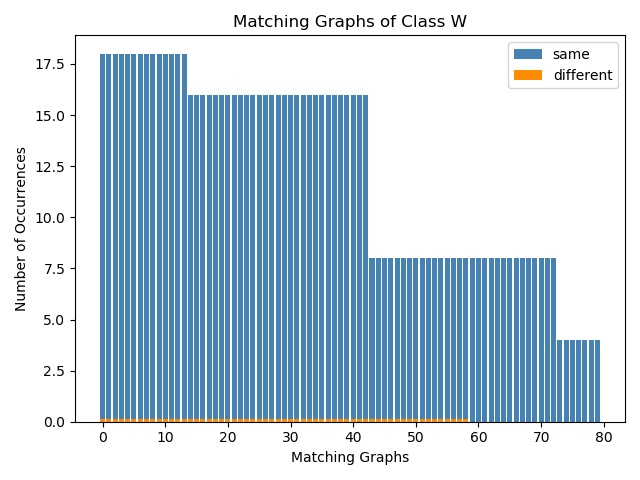 Matching Graphs of Class W
same
different
Number of Occurrences
17.5
15.0
12.5
10.0
7.5
5.0
2.5
0.0
0 10 20 30 40 50 60 70 80
Matching Graphs